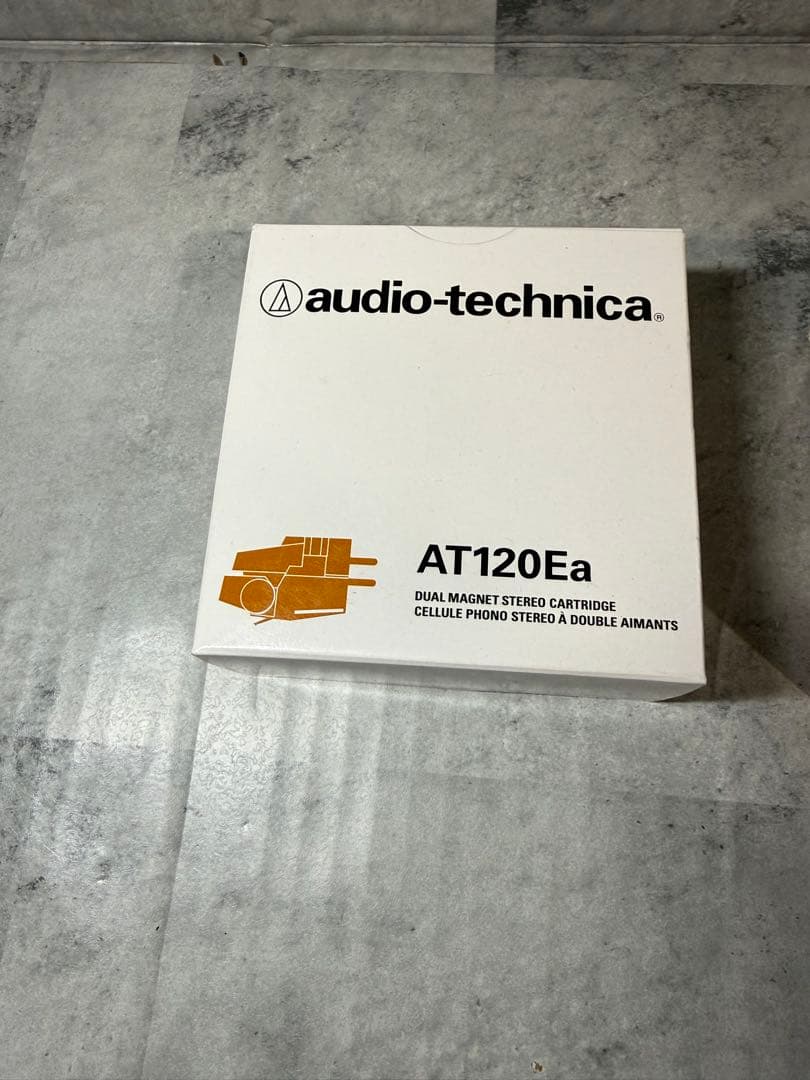 audio-technica®
AT120Ea
DUAL MAGNET STEREO CARTRIDGE
CELLULE PHONO STEREO À DOUBLE AIMANTS